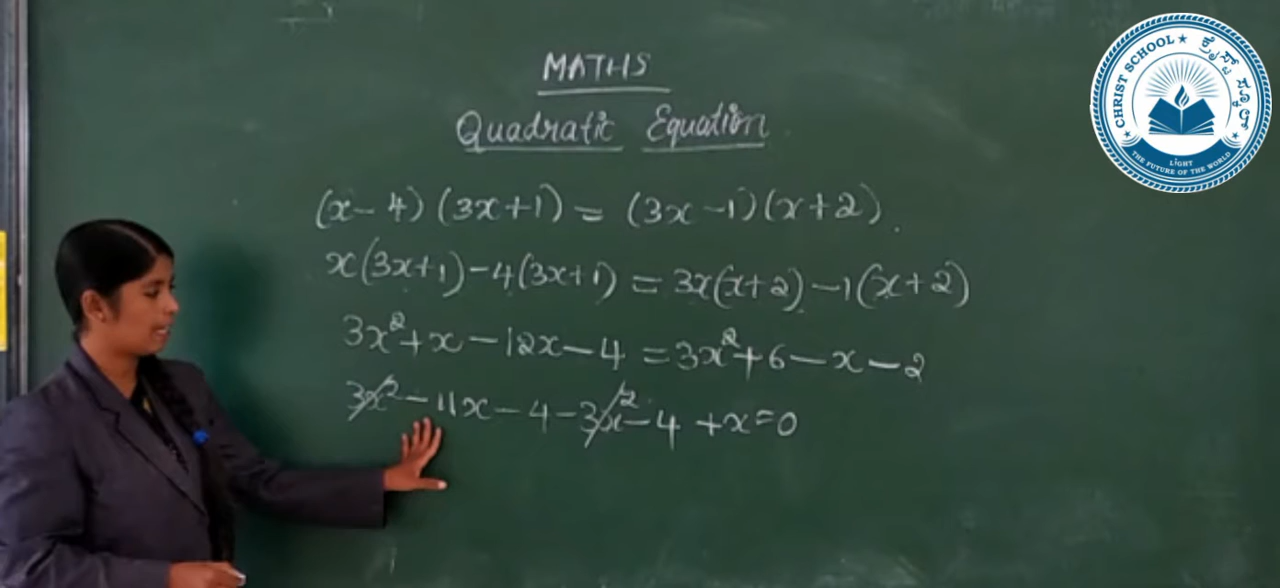 MATHS
Quadratic Equation
(x-4)(3x+1) = (3x-1)(x+2).
x(3x+1)-4(3x+1) = 3x(x+2)-1(x+2)
3x²+x-12x-4 = 3x²+6-x-2
3x²-11x-4-3x²-4+x=0
CHRIST SCHOOL
ಕ್ರೈಸ್ಟ್ ಸ್ಕೂಲ್
LIGHT
THE FUTURE OF THE WORLD